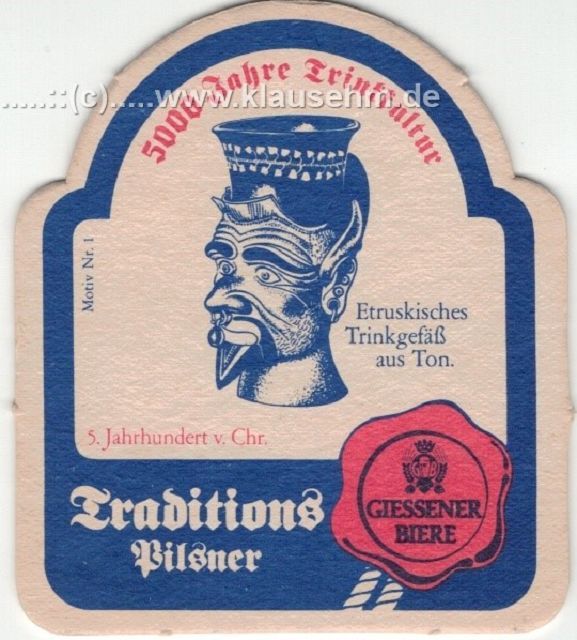 5000 Jahre Trinkkultur
......::(c).....www.klausehm.de
Motiv Nr. 1
Etruskisches
Trinkgefäß
aus Ton.
5. Jahrhundert v. Chr.
Traditions
Pilsner
GIESSENER
BIERE